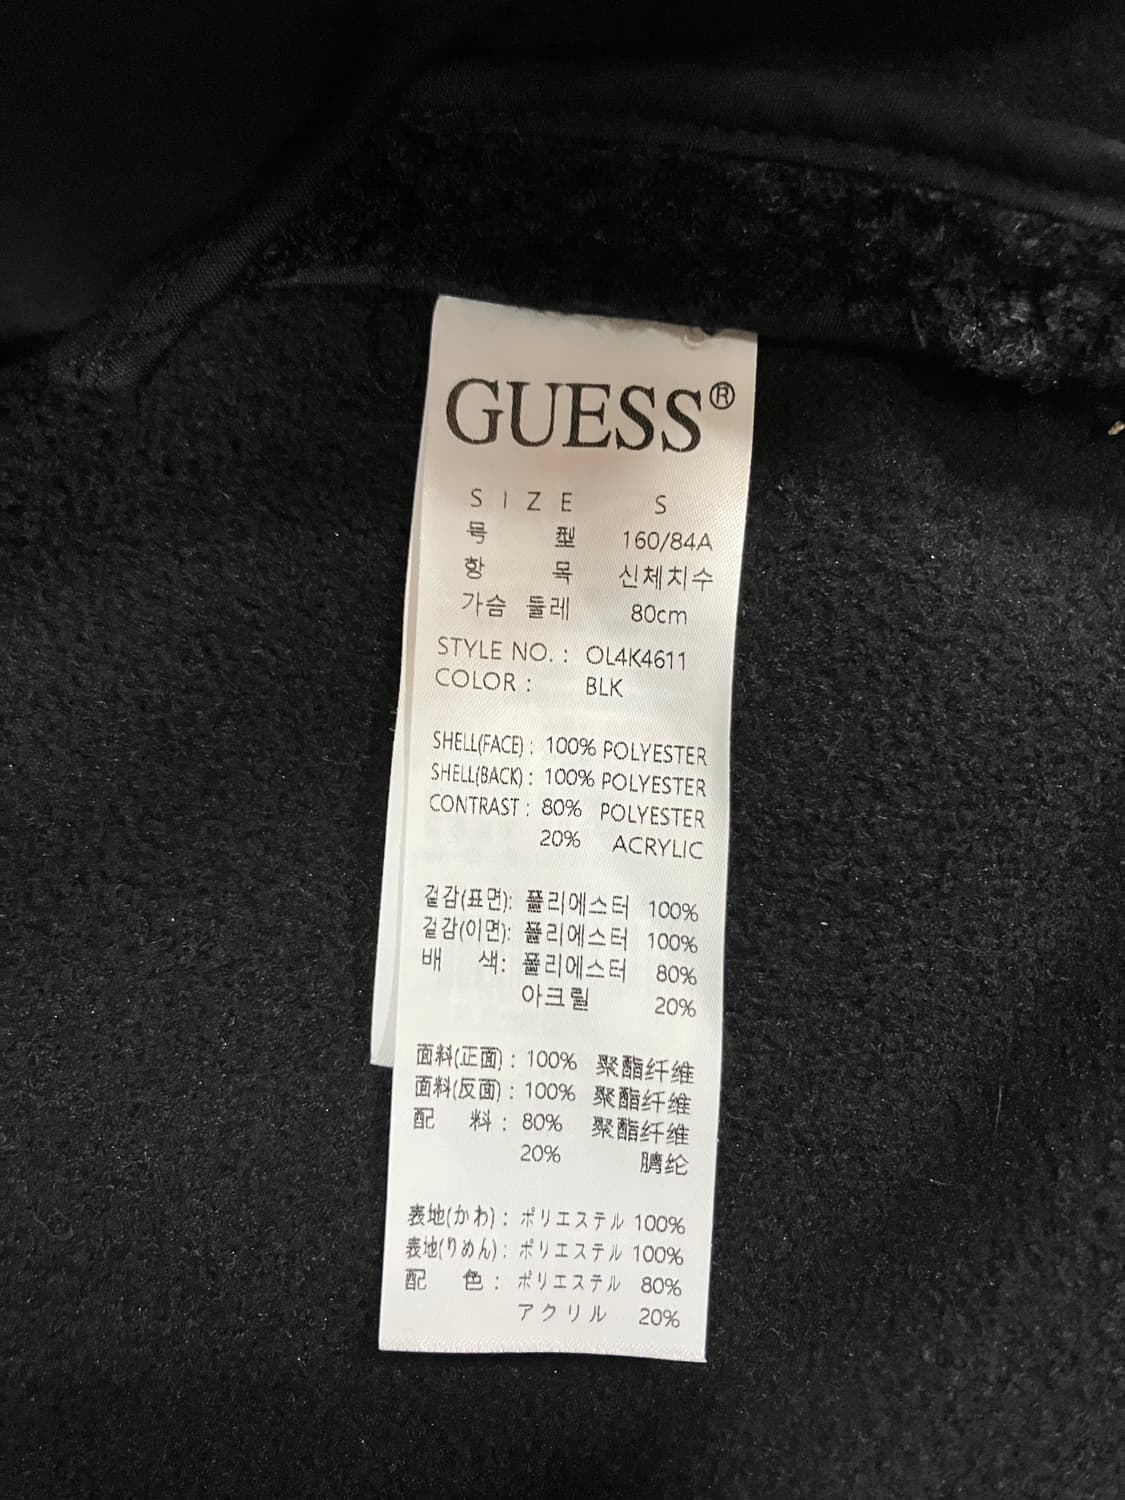 GUESS®
SIZE S
号 型 160/84A
항 목 신체치수
가슴 둘레 80cm
STYLE NO. : OL4K4611
COLOR : BLK
SHELL(FACE) : 100% POLYESTER
SHELL(BACK) : 100% POLYESTER
CONTRAST : 80% POLYESTER
20% ACRYLIC
겉감(표면): 폴리에스터 100%
겉감(이면): 폴리에스터 100%
배 색: 폴리에스터 80%
아크릴 20%
面料(正面) : 100% 聚酯纤维
面料(反面) : 100% 聚酯纤维
配 料 : 80% 聚酯纤维
20% 腈纶
表地(かわ) : ポリエステル 100%
表地(りめん) : ポリエステル 100%
配 色 : ポリエステル 80%
アクリル 20%